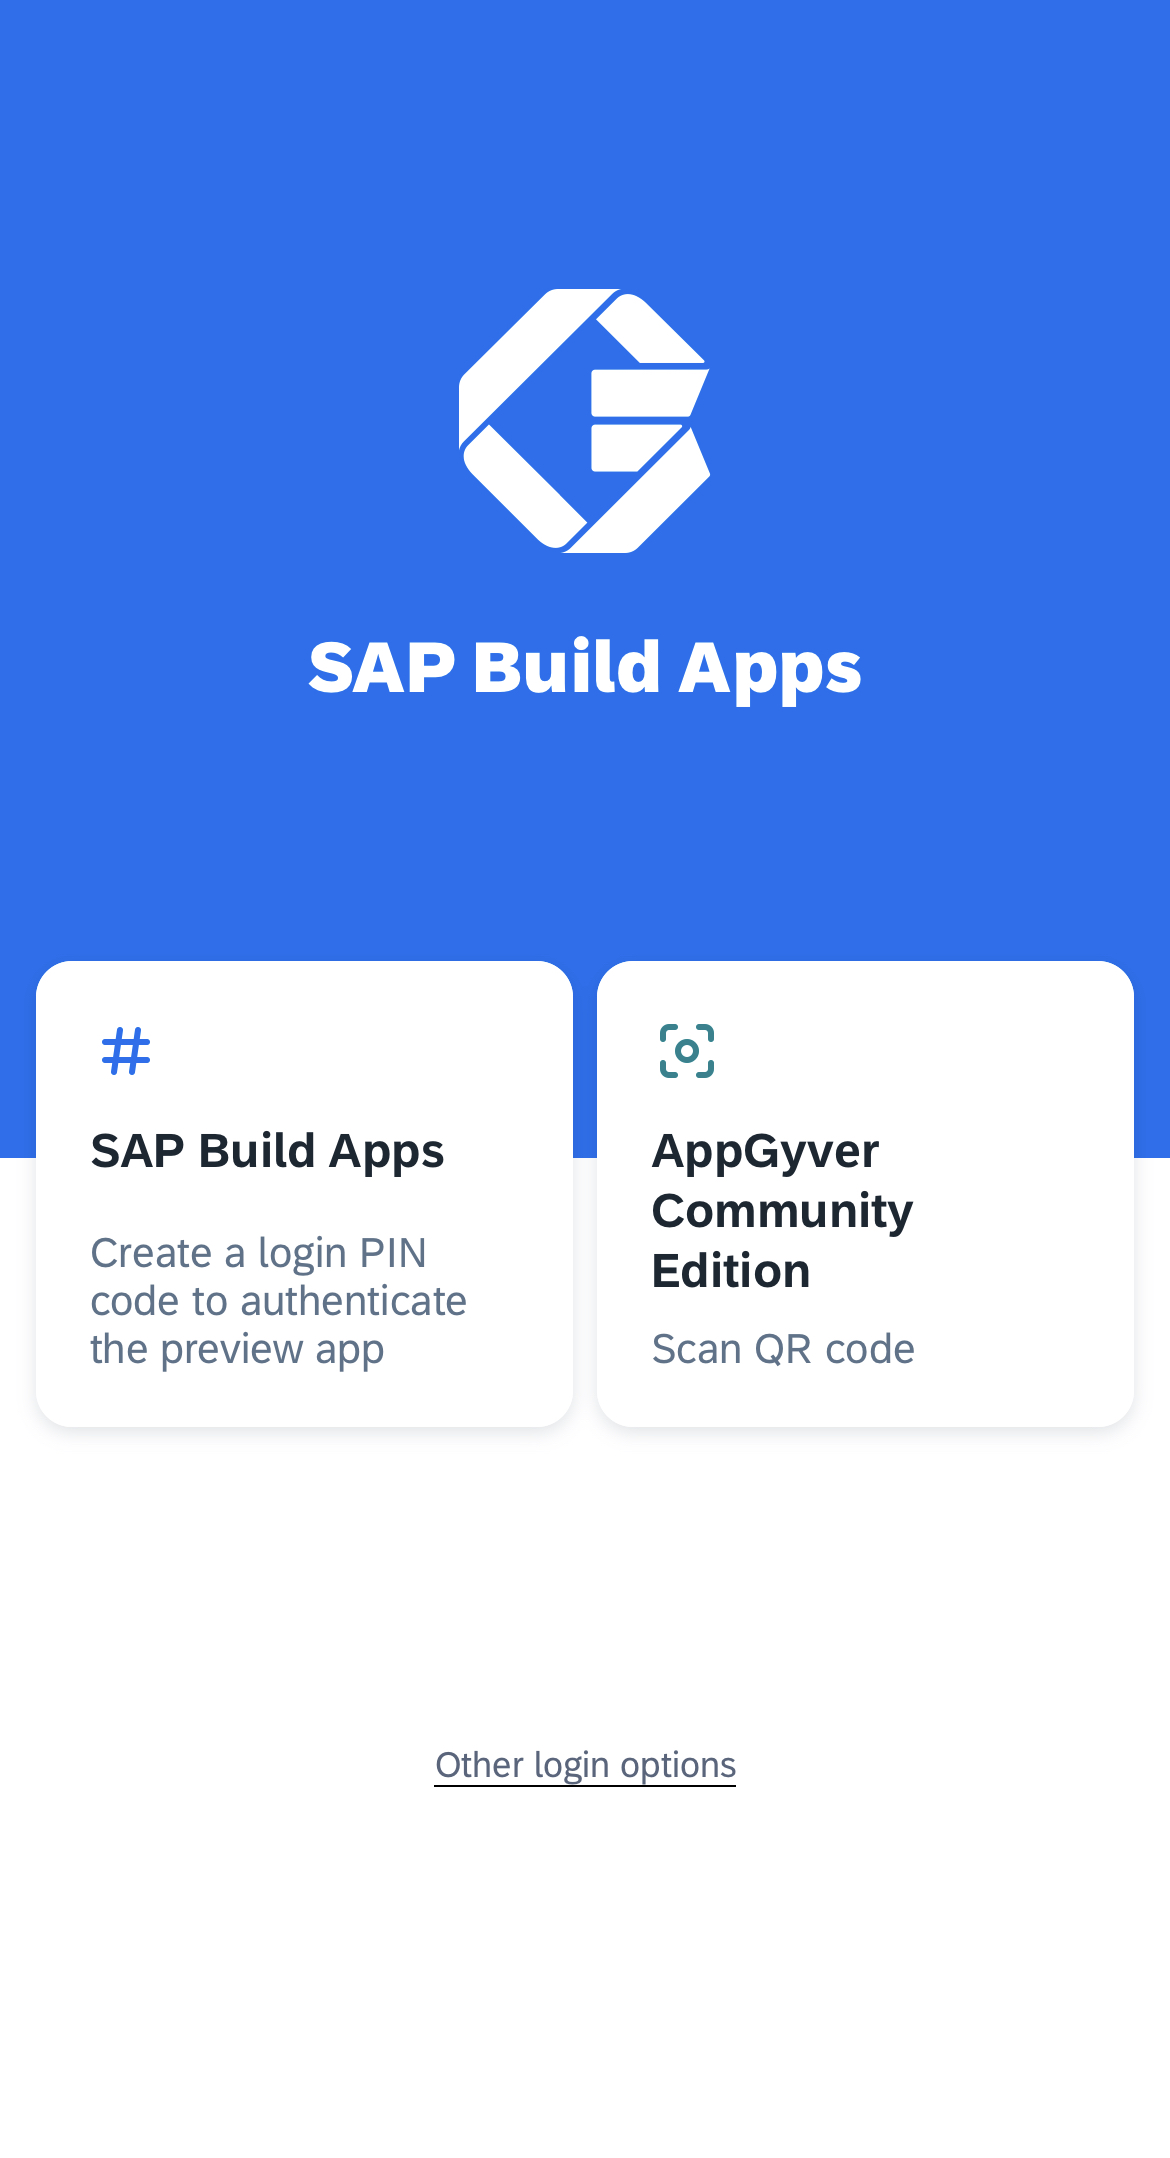 SAP Build Apps
SAP Build Apps
Create a login PIN
code to authenticate
the preview app
AppGyver
Community
Edition
Scan QR code
Other login options